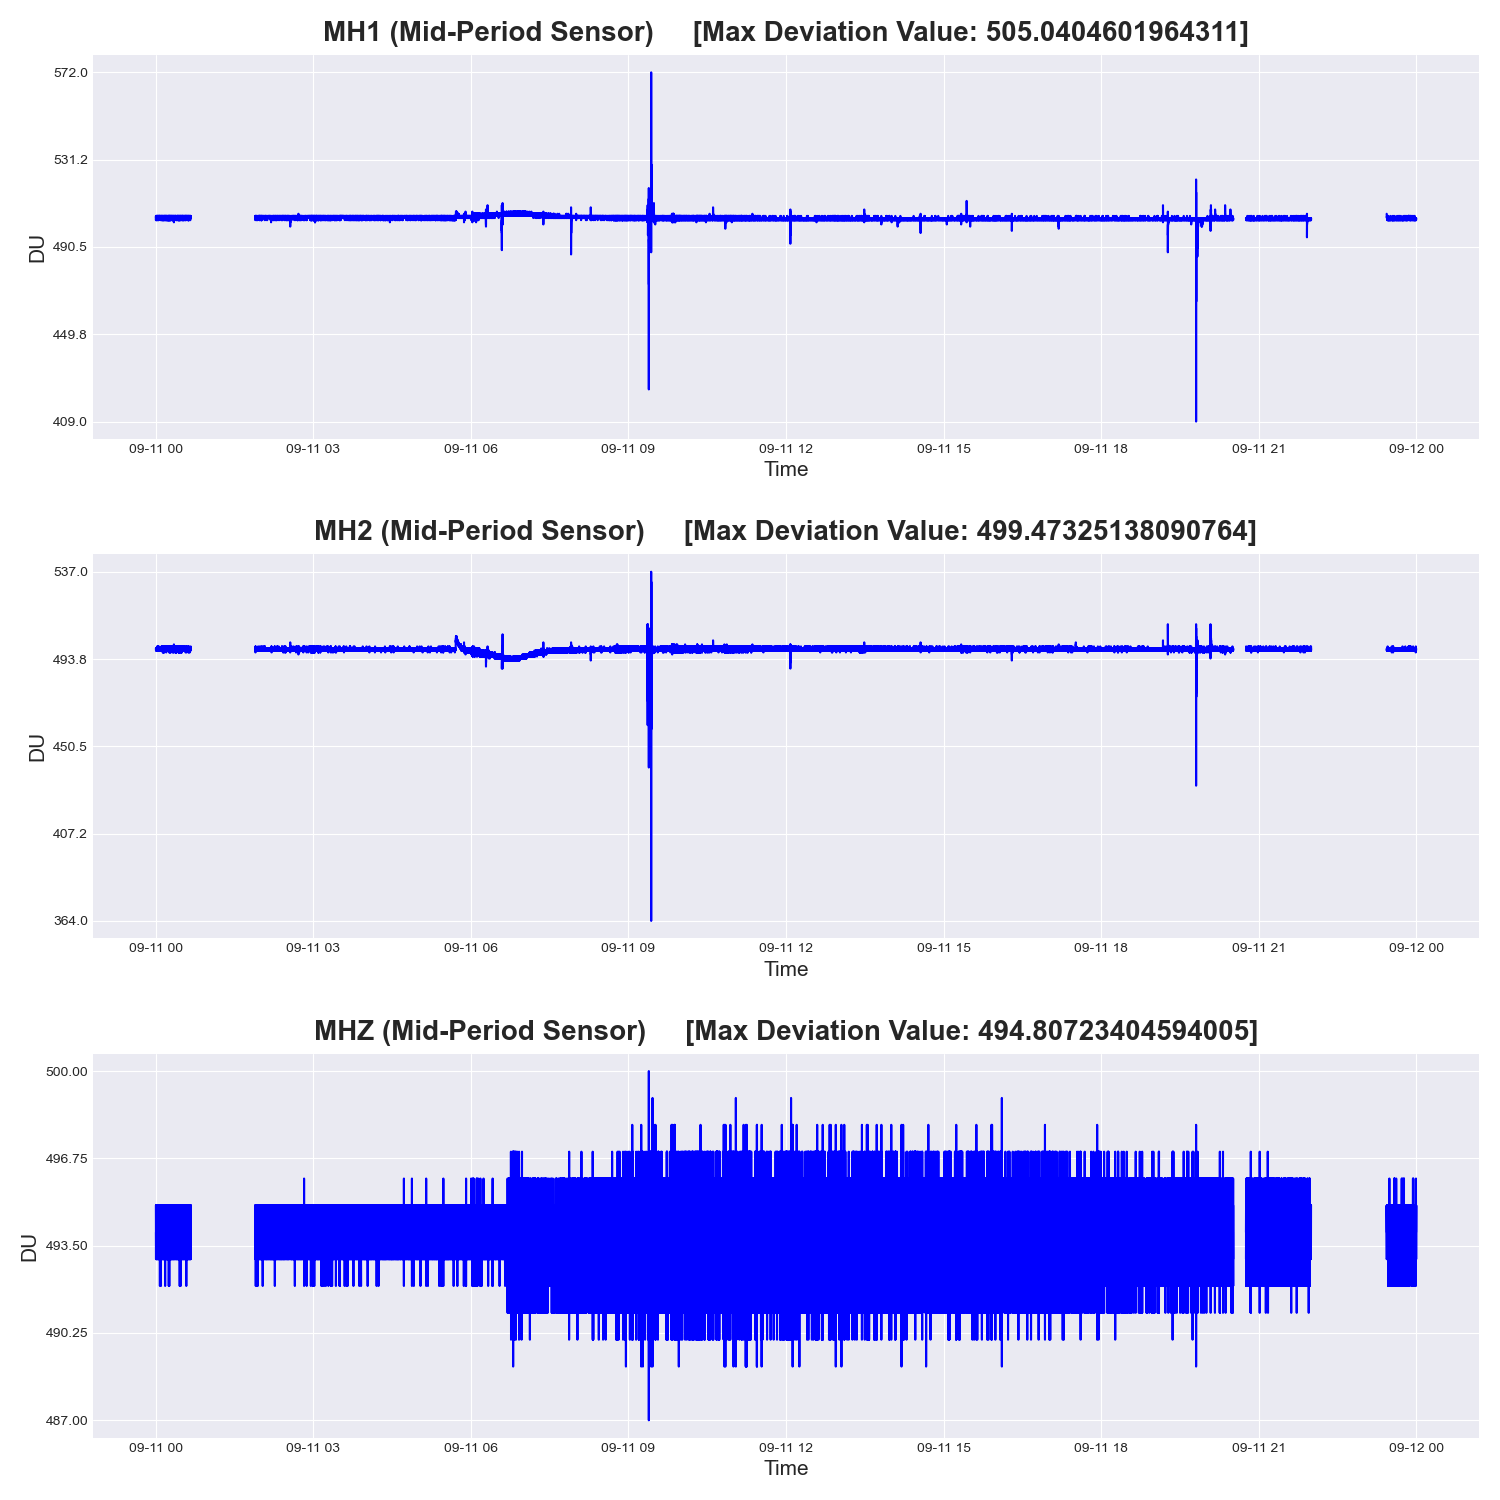 MH1 (Mid-Period Sensor) [Max Deviation Value: 505.0404601964311]
572.0
531.2
490.5
449.8
409.0
DU
09-11 00 09-11 03 09-11 06 09-11 09 09-11 12 09-11 15 09-11 18 09-11 21 09-12 00
Time
MH2 (Mid-Period Sensor) [Max Deviation Value: 499.47325138090764]
537.0
493.8
450.5
407.2
364.0
DU
09-11 00 09-11 03 09-11 06 09-11 09 09-11 12 09-11 15 09-11 18 09-11 21 09-12 00
Time
MHZ (Mid-Period Sensor) [Max Deviation Value: 494.80723404594005]
500.00
496.75
493.50
490.25
487.00
DU
09-11 00 09-11 03 09-11 06 09-11 09 09-11 12 09-11 15 09-11 18 09-11 21 09-12 00
Time